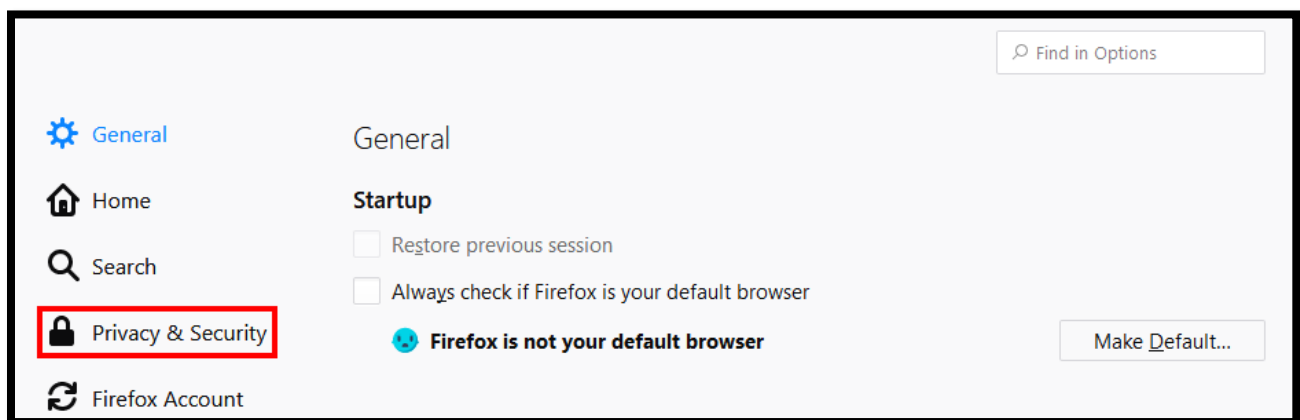 Find in Options
General
General
Home
Startup
Restore previous session
Search
Always check if Firefox is your default browser
Privacy & Security
Firefox is not your default browser
Make Default...
Firefox Account